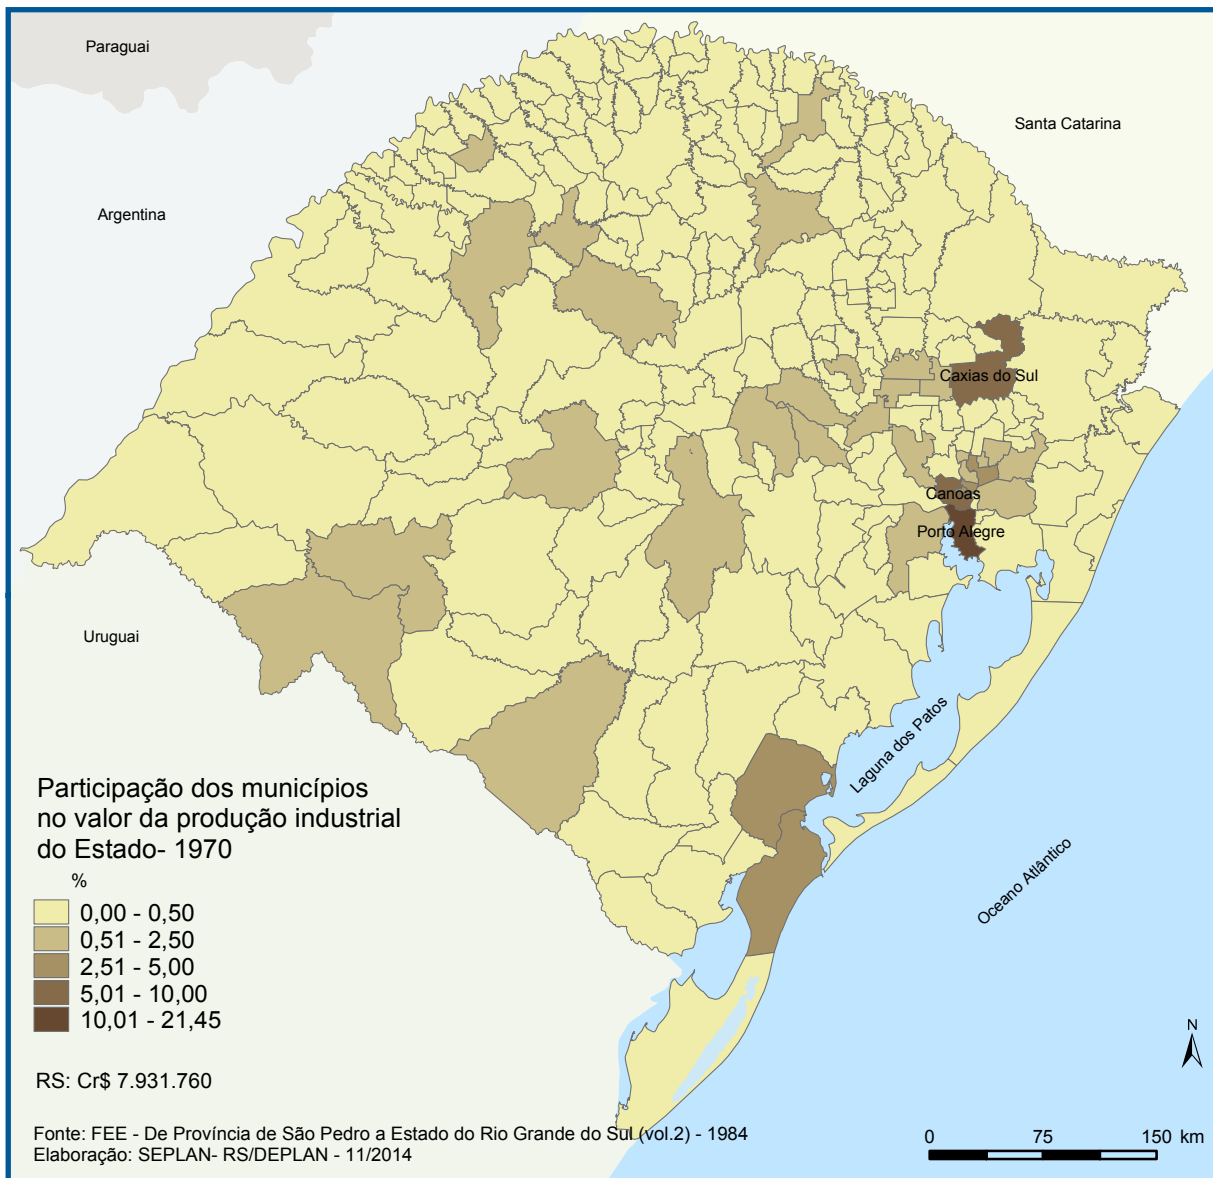 Paraguai
Santa Catarina
Argentina
Caxias do Sul
Canoas
Porto Alegre
Uruguai
Laguna dos Patos
Oceano Atlântico
Participação dos municípios
no valor da produção industrial
do Estado- 1970
%
0,00 - 0,50
0,51 - 2,50
2,51 - 5,00
5,01 - 10,00
10,01 - 21,45
RS: Cr$ 7.931.760
N
Fonte: FEE - De Província de São Pedro a Estado do Rio Grande do Sul (vol.2) - 1984
Elaboração: SEPLAN- RS/DEPLAN - 11/2014
0 75 150 km